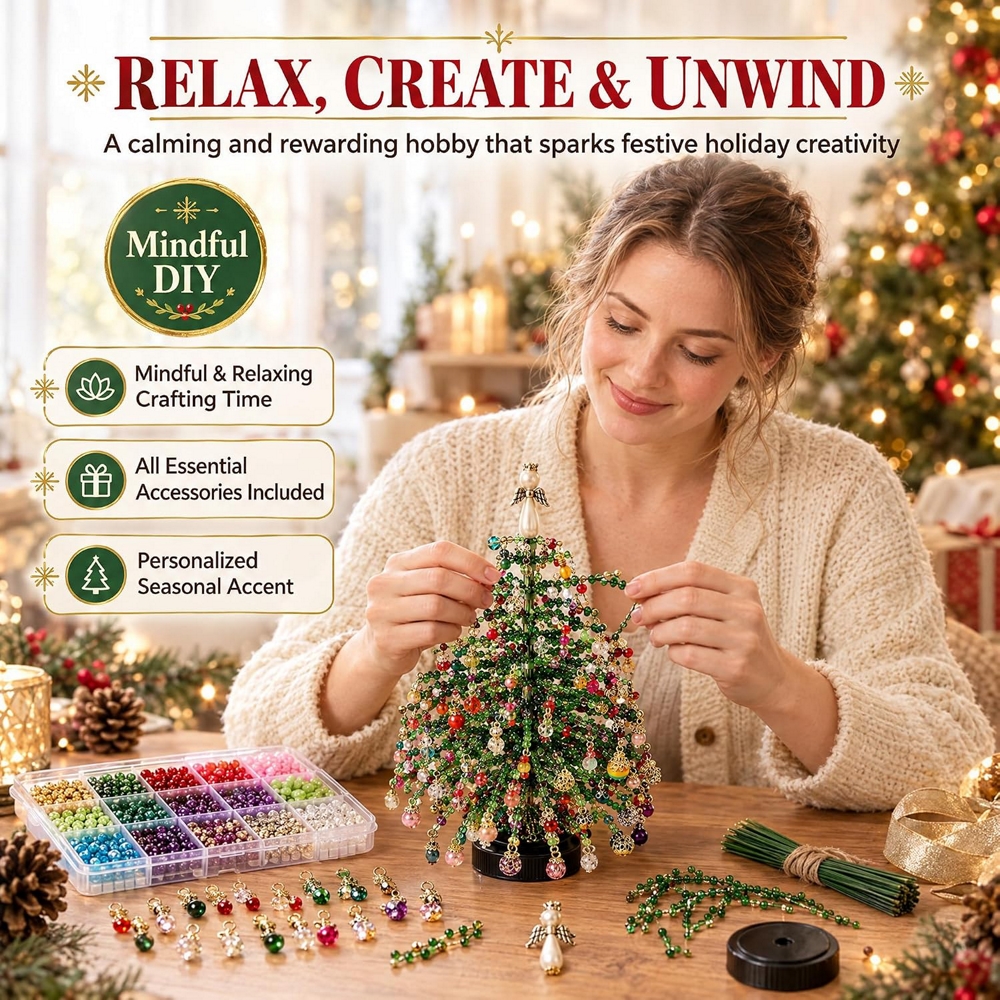 RELAX, CREATE & UNWIND
A calming and rewarding hobby that sparks festive holiday creativity
Mindful
DIY
Mindful & Relaxing
Crafting Time
All Essential
Accessories Included
Personalized
Seasonal Accent